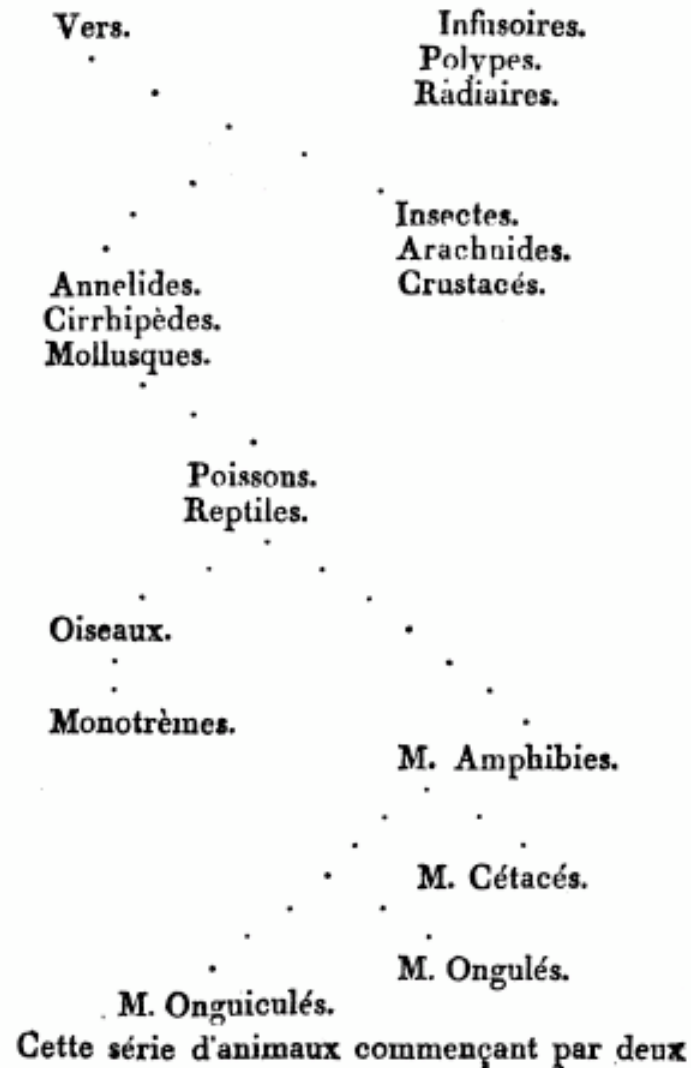 Vers.
Infusoires.
Polypes.
Radiaires.
Insectes.
Arachnides.
Crustacés.
Annelides.
Cirrhipèdes.
Mollusques.
Poissons.
Reptiles.
Oiseaux.
Monotrèmes.
M. Amphibies.
M. Cétacés.
M. Ongulés.
M. Onguiculés.
Cette série d'animaux commençant par deux